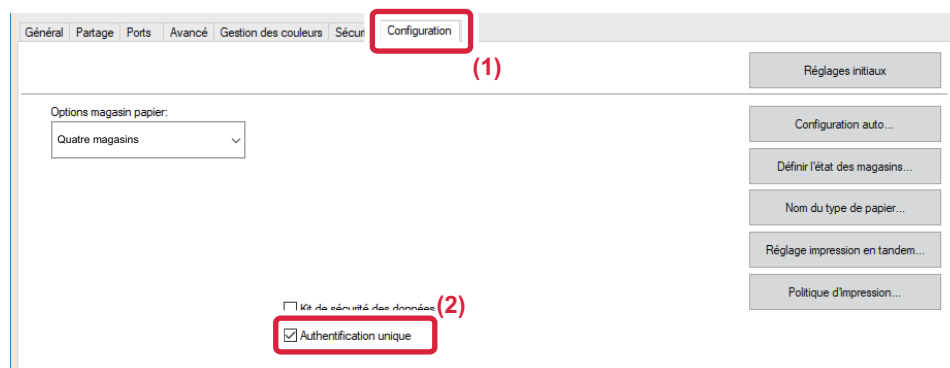 Général Partage Ports Avancé Gestion des couleurs Sécur Configuration
(1)
Réglages initiaux
Options magasin papier:
Quatre magasins
Configuration auto...
Définir l'état des magasins...
Nom du type de papier...
Réglage impression en tandem...
Politique d'impression...
Kit de sécurité des données
(2)
Authentification unique